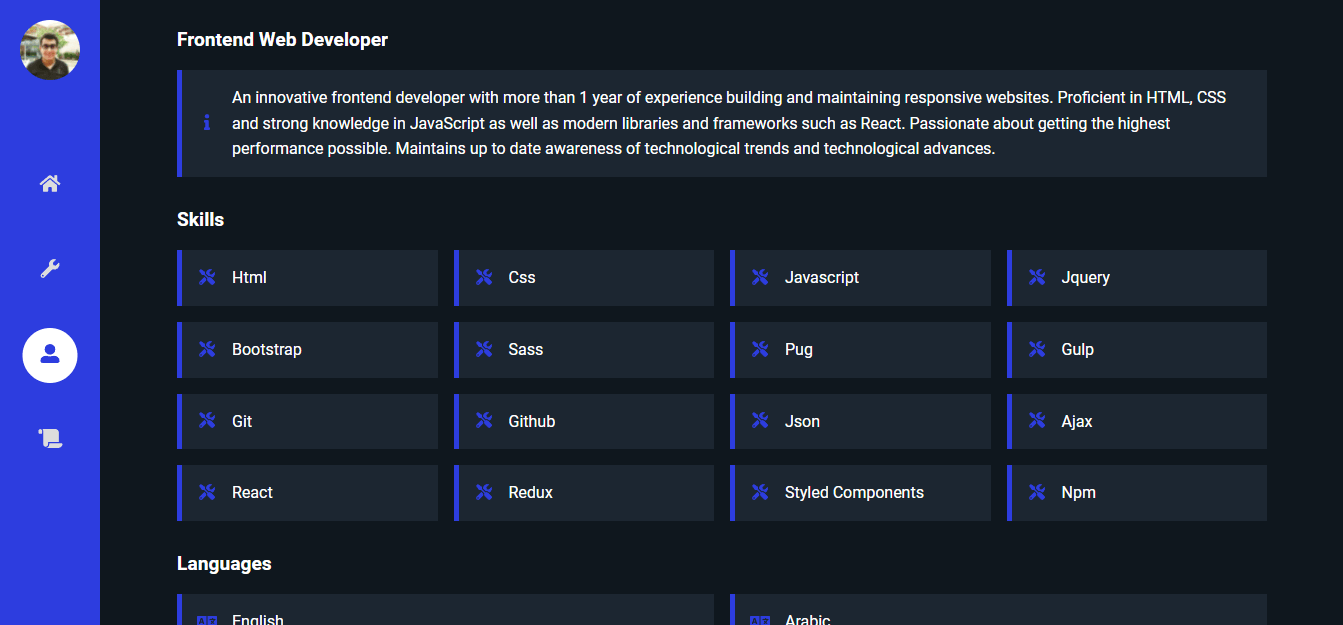 Frontend Web Developer
An innovative frontend developer with more than 1 year of experience building and maintaining responsive websites. Proficient in HTML, CSS
and strong knowledge in JavaScript as well as modern libraries and frameworks such as React. Passionate about getting the highest
performance possible. Maintains up to date awareness of technological trends and technological advances.
Skills
Html
Css
Javascript
Jquery
Bootstrap
Sass
Pug
Gulp
Git
Github
Json
Ajax
React
Redux
Styled Components
Npm
Languages
English
Arabic